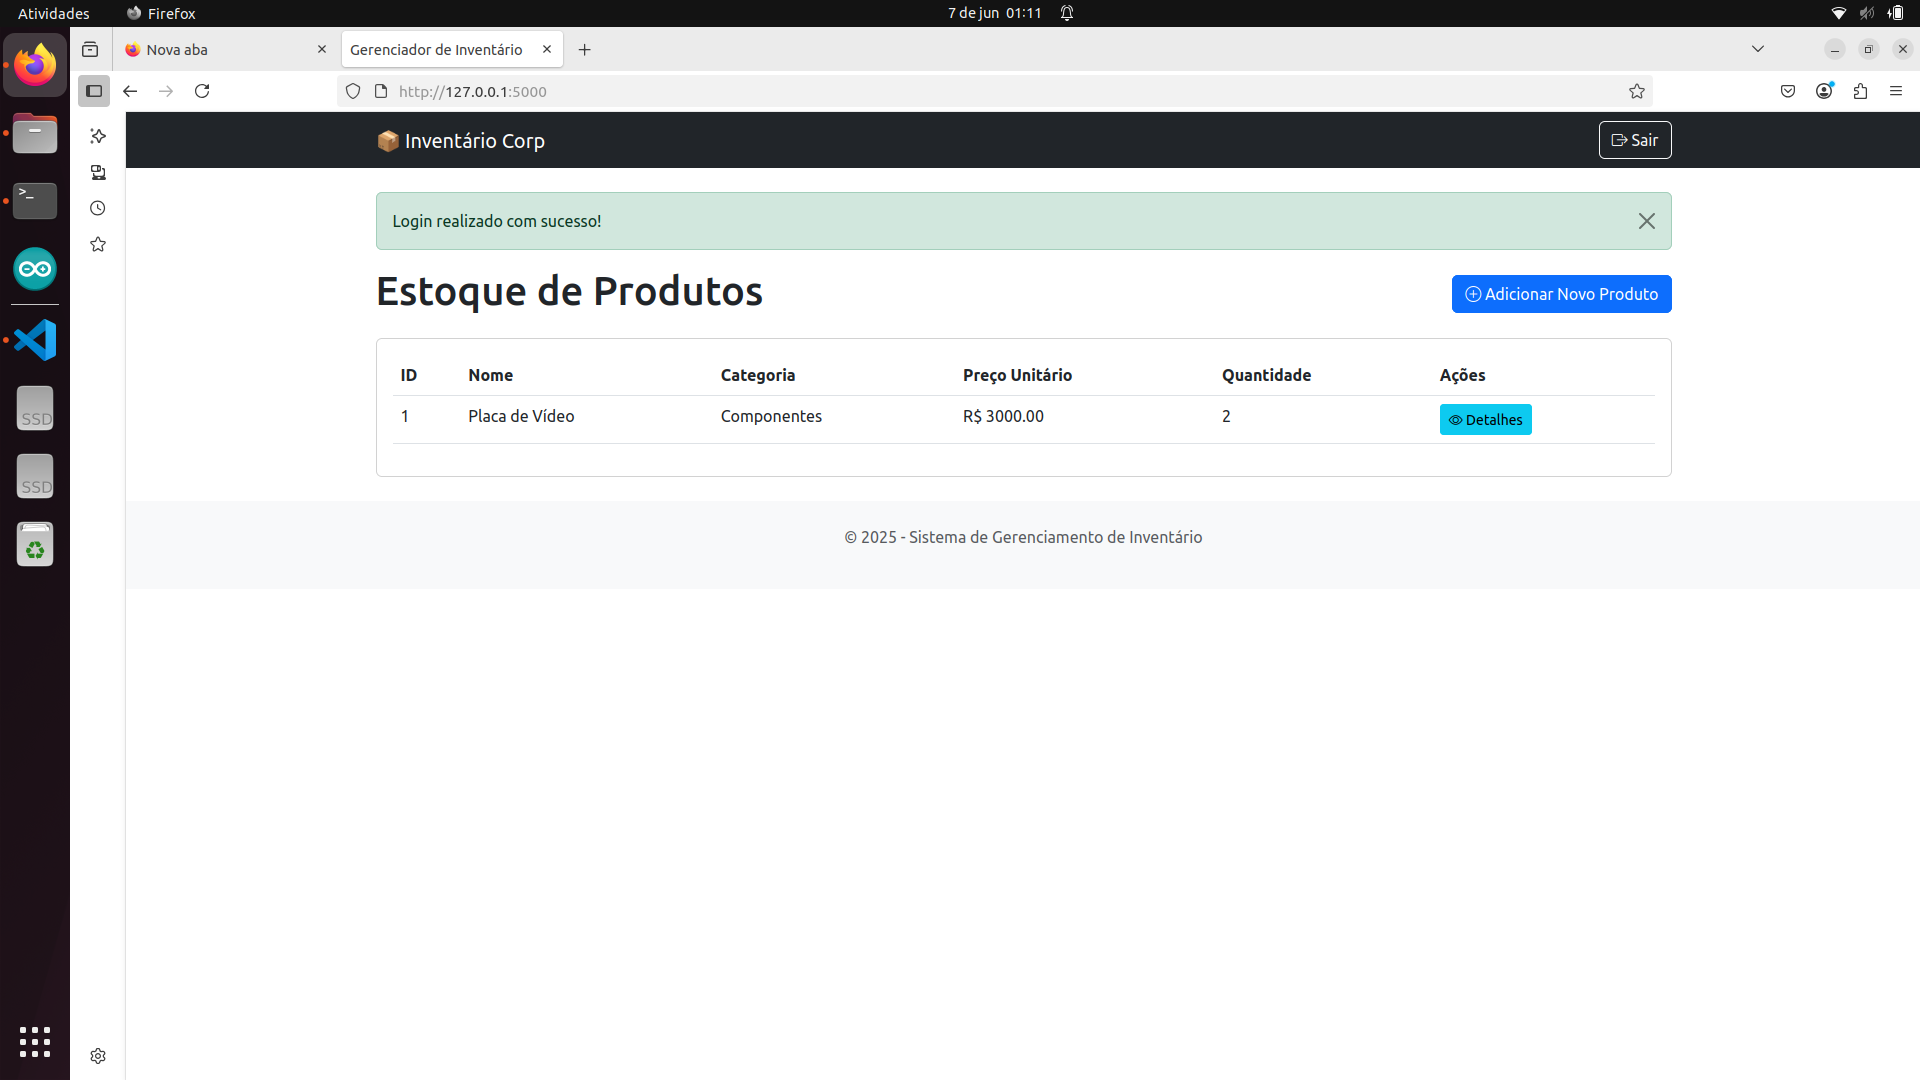 Atividades Firefox 7 de jun 01:11
Nova aba Gerenciador de Inventário
http://127.0.0.1:5000
Inventário Corp Sair
Login realizado com sucesso!
Estoque de Produtos Adicionar Novo Produto
ID Nome Categoria Preço Unitário Quantidade Ações
1 Placa de Vídeo Componentes R$ 3000.00 2 Detalhes
© 2025 - Sistema de Gerenciamento de Inventário
>_
SSD
SSD